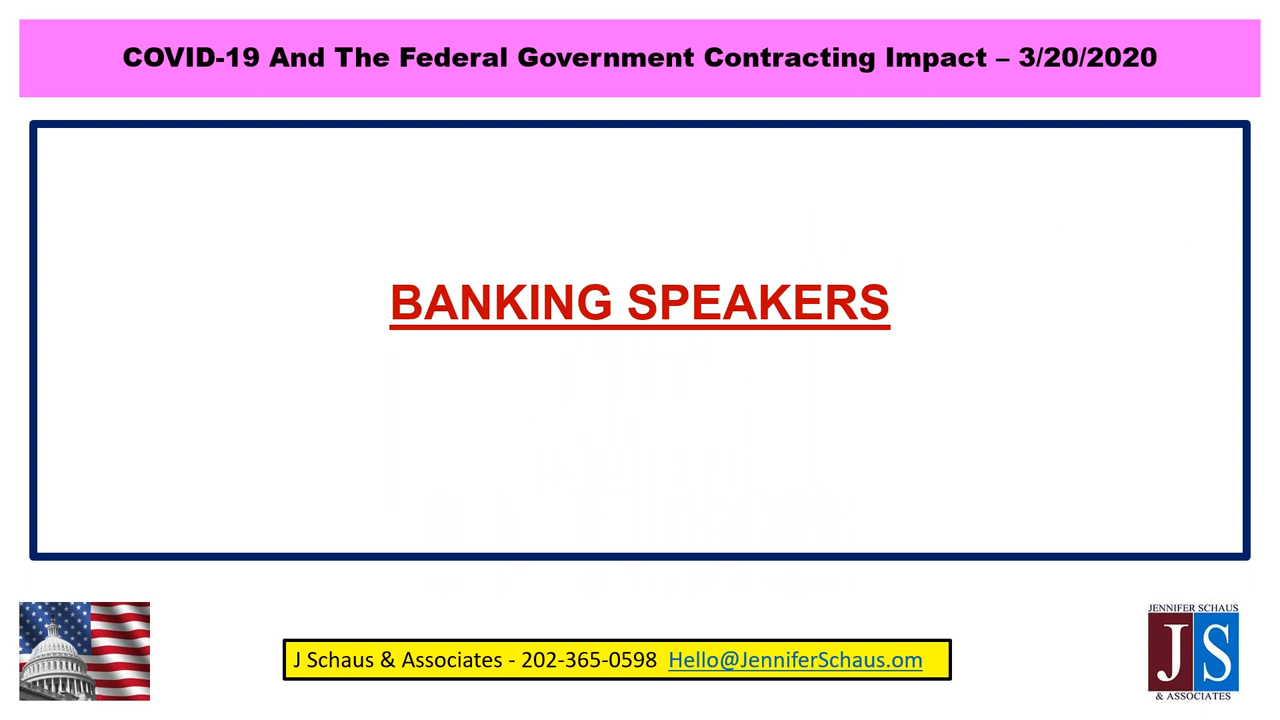 COVID-19 And The Federal Government Contracting Impact – 3/20/2020
BANKING SPEAKERS
J Schaus & Associates - 202-365-0598 Hello@JenniferSchaus.om
JENNIFER SCHAUS
JS
& ASSOCIATES